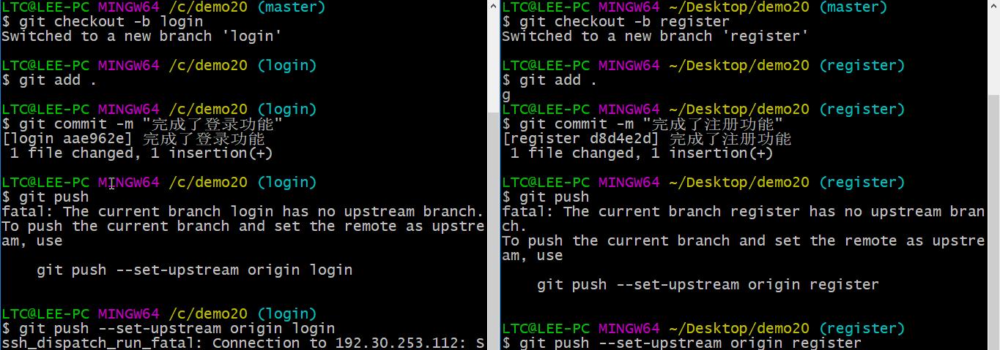 LTC@LEE-PC MINGW64 /c/demo20 (master)
$ git checkout -b login
Switched to a new branch 'login'
LTC@LEE-PC MINGW64 /c/demo20 (login)
$ git add .
LTC@LEE-PC MINGW64 /c/demo20 (login)
$ git commit -m "完成了登录功能"
[login aae962e] 完成了登录功能
1 file changed, 1 insertion(+)
LTC@LEE-PC MINGW64 /c/demo20 (login)
$ git push
fatal: The current branch login has no upstream branch.
To push the current branch and set the remote as upstre
am, use
git push --set-upstream origin login
LTC@LEE-PC MINGW64 /c/demo20 (login)
$ git push --set-upstream origin login
ssh_dispatch_run_fatal: Connection to 192.30.253.112: S
LTC@LEE-PC MINGW64 ~/Desktop/demo20 (master)
$ git checkout -b register
Switched to a new branch 'register'
LTC@LEE-PC MINGW64 ~/Desktop/demo20 (register)
$ git add .
g
LTC@LEE-PC MINGW64 ~/Desktop/demo20 (register)
$ git commit -m "完成了注册功能"
[register d8d4e2d] 完成了注册功能
1 file changed, 1 insertion(+)
LTC@LEE-PC MINGW64 ~/Desktop/demo20 (register)
$ git push
fatal: The current branch register has no upstream bran
ch.
To push the current branch and set the remote as upstre
am, use
git push --set-upstream origin register
LTC@LEE-PC MINGW64 ~/Desktop/demo20 (register)
$ git push --set-upstream origin register